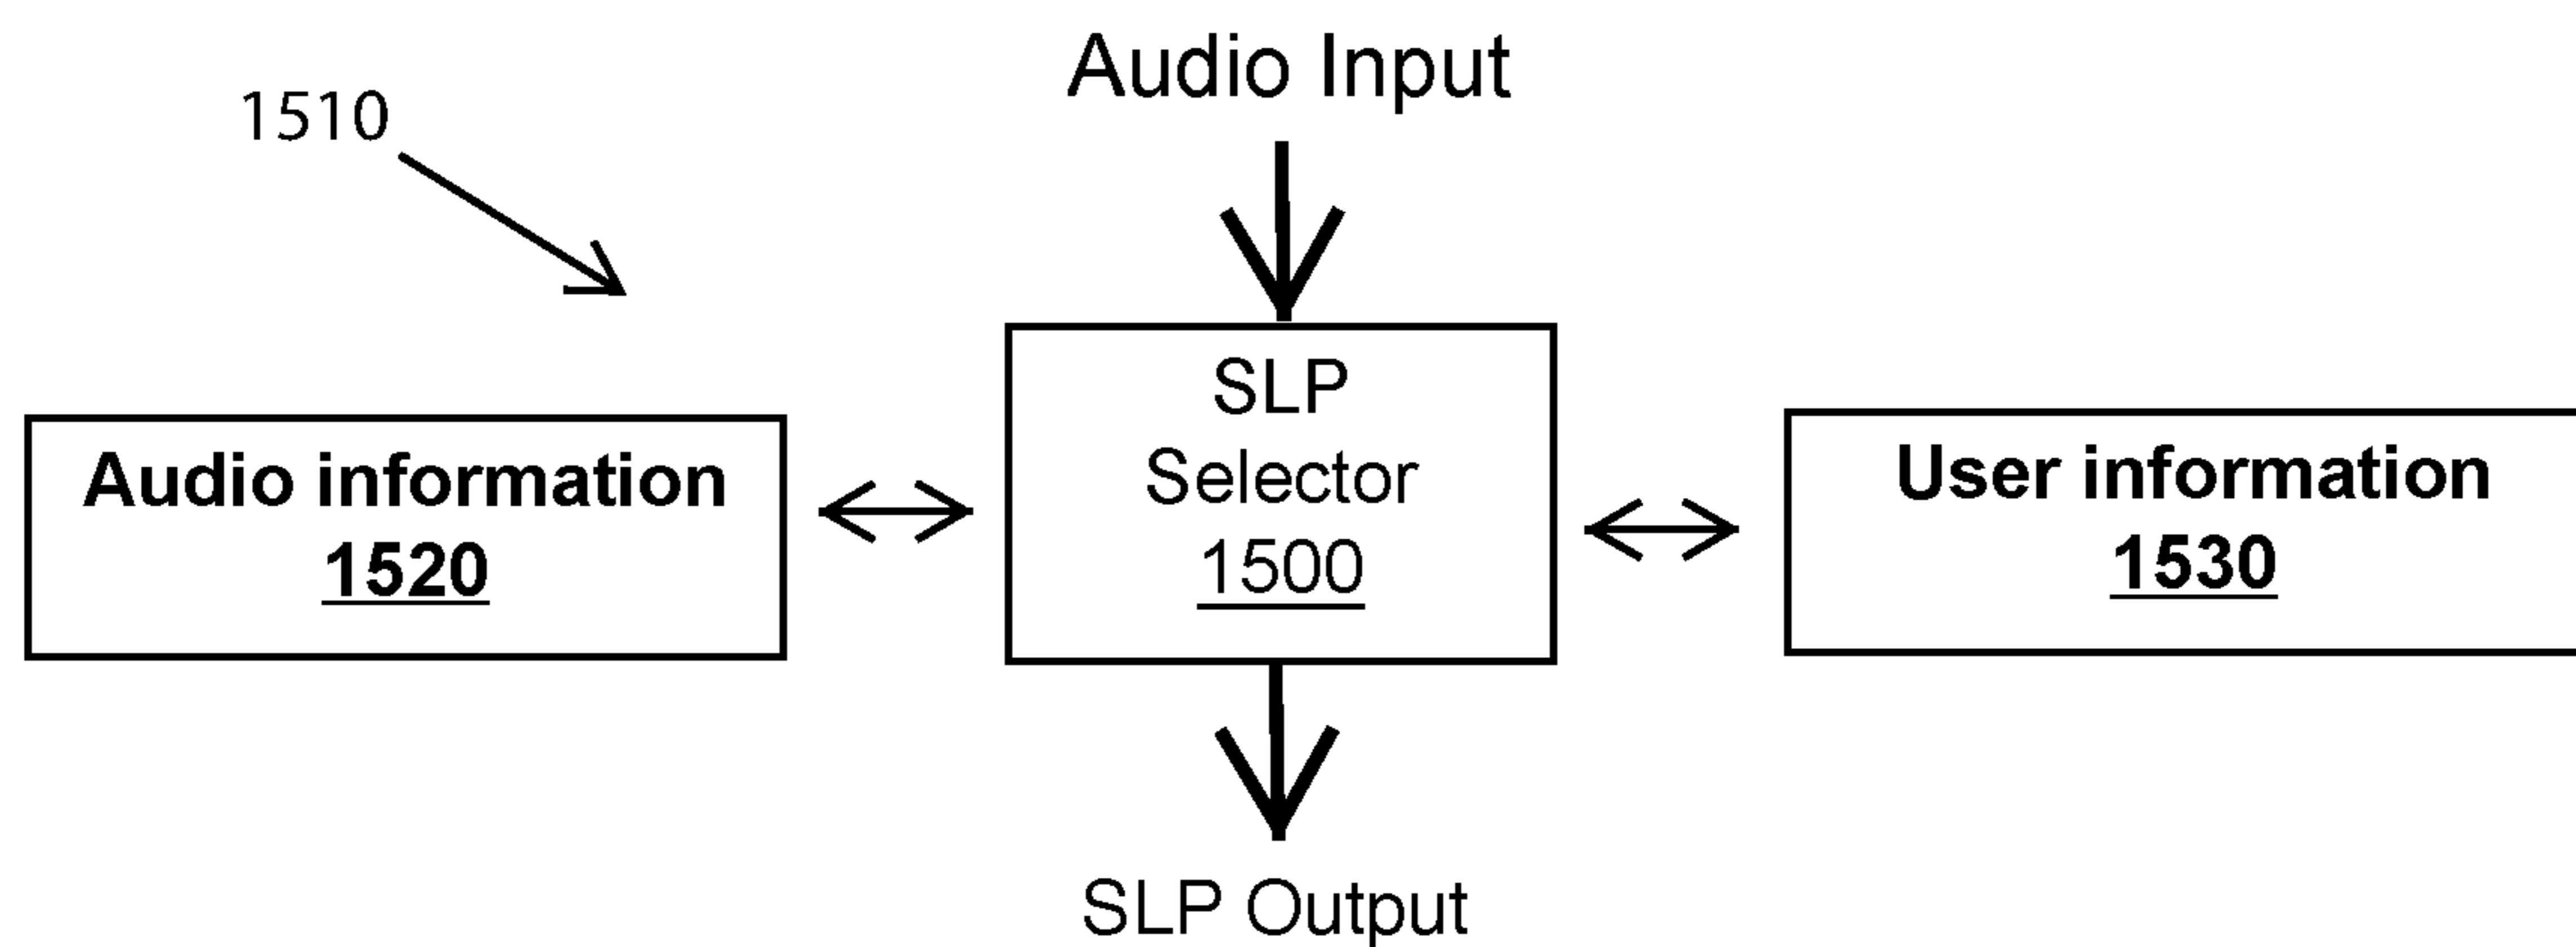 Audio Input
1510
SLP
Selector
1500
Audio information
1520
User information
1530
SLP Output